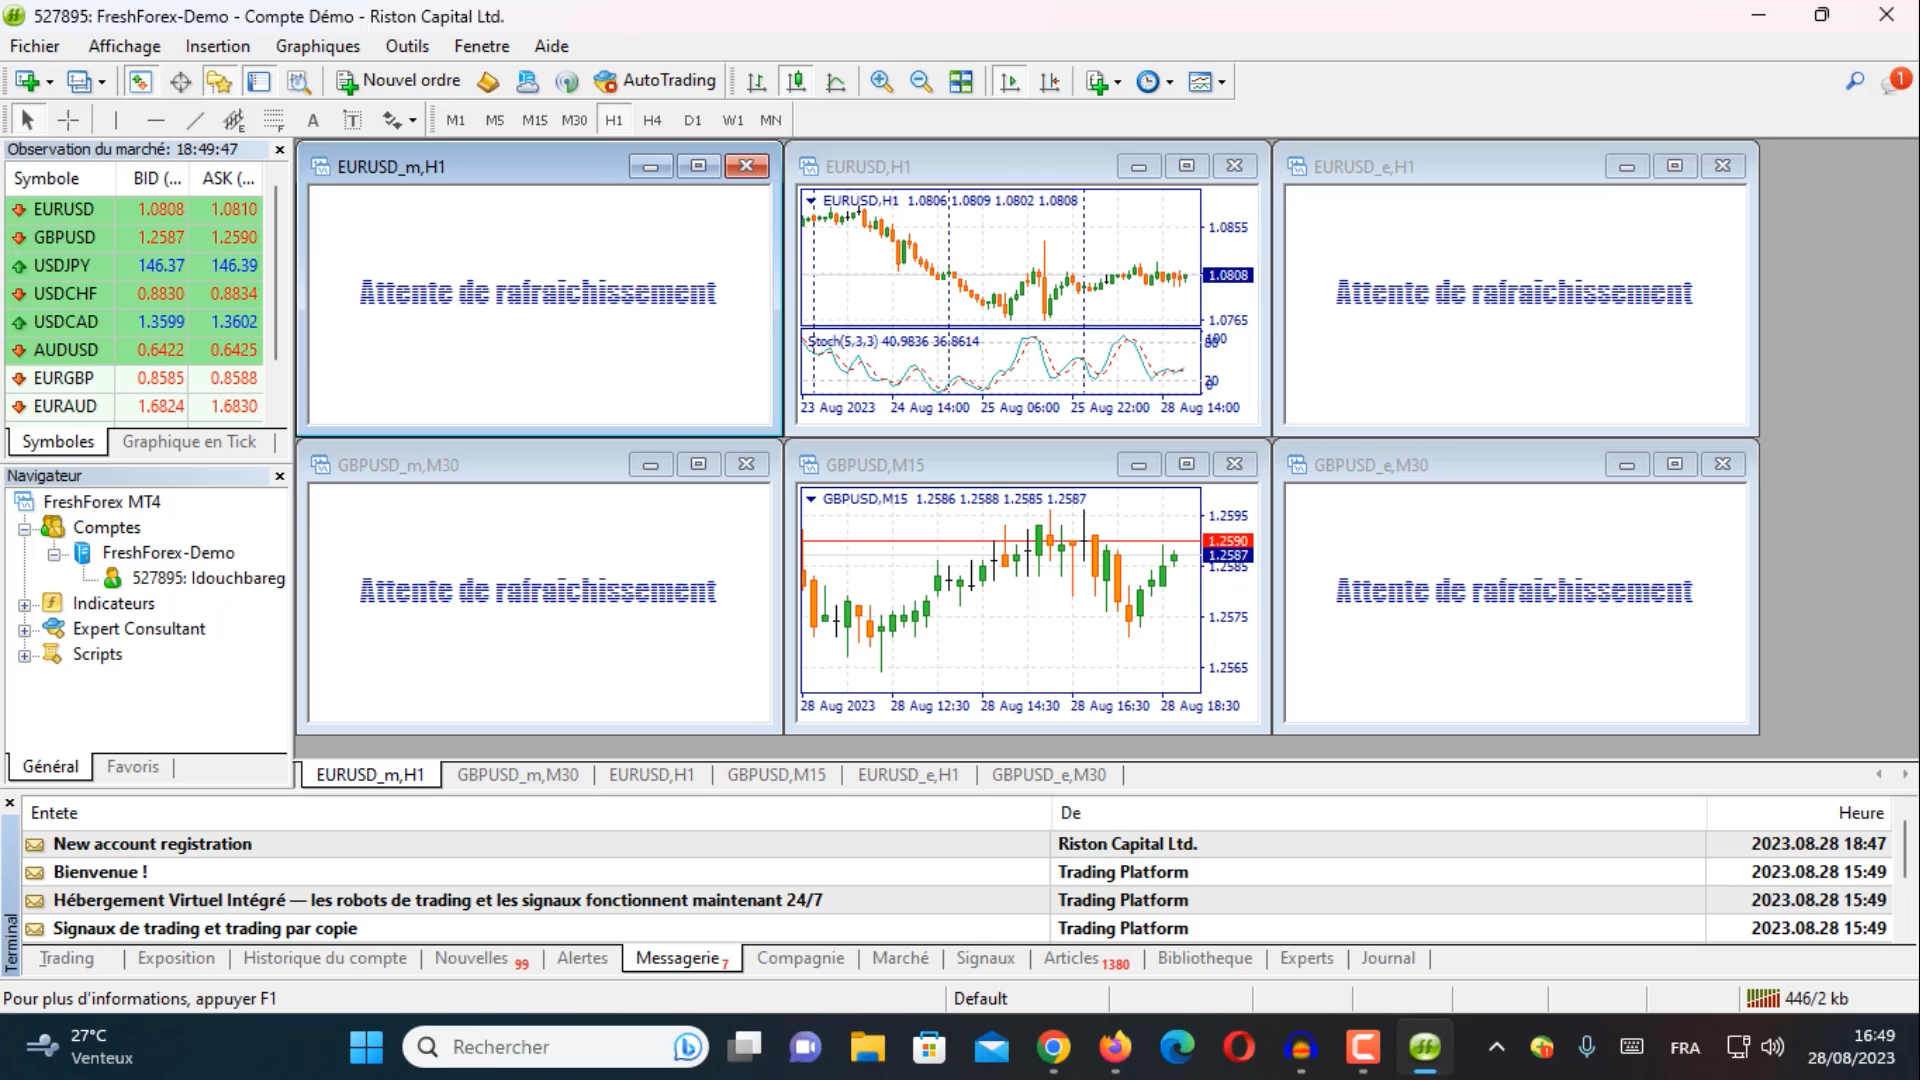 527895: FreshForex-Demo - Compte Démo - Riston Capital Ltd.
Fichier Affichage Insertion Graphiques Outils Fenetre Aide
Nouvel ordre AutoTrading 1
A T M1 M5 M15 M30 H1 H4 D1 W1 MN
Observation du marché: 18:49:47
Symbole BID (... ASK (...
EURUSD 1.0808 1.0810
GBPUSD 1.2587 1.2590
USDJPY 146.37 146.39
USDCHF 0.8830 0.8834
USDCAD 1.3599 1.3602
AUDUSD 0.6422 0.6425
EURGBP 0.8585 0.8588
EURAUD 1.6824 1.6830
Symboles Graphique en Tick
Navigateur
FreshForex MT4
Comptes
FreshForex-Demo
527895: Idouchbareg
Indicateurs
Expert Consultant
Scripts
Général Favoris
EURUSD_m,H1
Attente de rafraîchissement
EURUSD,H1
EURUSD,H1 1.0806 1.0809 1.0802 1.0808
1.0855
1.0808
1.0765
Stoch(5,3,3) 40.9836 36.8614
100
80
20
0
23 Aug 2023 24 Aug 14:00 25 Aug 06:00 25 Aug 22:00 28 Aug 14:00
EURUSD_e,H1
Attente de rafraîchissement
GBPUSD_m,M30
Attente de rafraîchissement
GBPUSD,M15
GBPUSD,M15 1.2586 1.2588 1.2585 1.2587
1.2595
1.2590
1.2587
1.2585
1.2575
1.2565
28 Aug 2023 28 Aug 12:30 28 Aug 14:30 28 Aug 16:30 28 Aug 18:30
GBPUSD_e,M30
Attente de rafraîchissement
EURUSD_m,H1 GBPUSD_m,M30 EURUSD,H1 GBPUSD,M15 EURUSD_e,H1 GBPUSD_e,M30
Entete De Heure
New account registration Riston Capital Ltd. 2023.08.28 18:47
Bienvenue ! Trading Platform 2023.08.28 15:49
Hébergement Virtuel Intégré — les robots de trading et les signaux fonctionnent maintenant 24/7 Trading Platform 2023.08.28 15:49
Signaux de trading et trading par copie Trading Platform 2023.08.28 15:49
Terminal
Trading Exposition Historique du compte Nouvelles 99 Alertes Messagerie 7 Compagnie Marché Signaux Articles 1380 Bibliotheque Experts Journal
Pour plus d'informations, appuyer F1 Default 446/2 kb
27°C
Venteux
Rechercher
FRA
16:49
28/08/2023